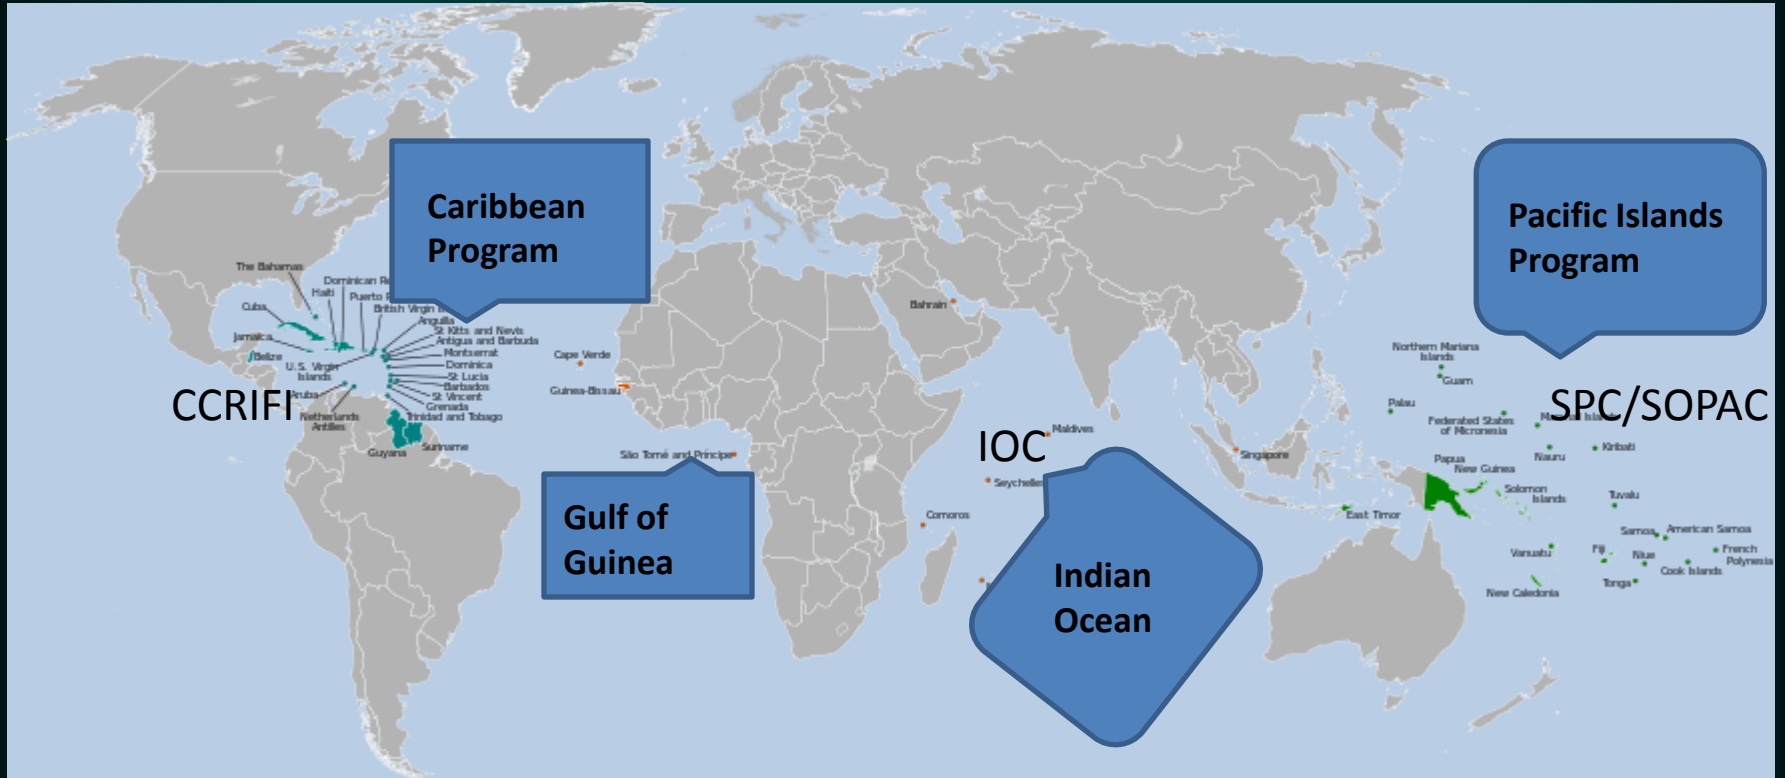 Caribbean
Program
Pacific Islands
Program
The Bahamas
Dominican
Haiti
Puerto
British Virgin
Cuba
Anguilla
St Kitts and Nevis
Antigua and Barbuda
Jamaica
Montserrat
Belize
Dominica
U.S. Virgin
Islands
St Lucia
Barbados
St Vincent
Aruba
Grenada
CCRIFI
Netherlands
Antilles
Trinidad and Tobago
Guyana
Suriname
Cape Verde
Guinea-Bissau
São Tomé and Príncipe
Gulf of
Guinea
Bahrain
IOC
Maldives
Seychelles
Comoros
Indian
Ocean
Singapore
East Timor
Northern Mariana
Islands
Guam
Palau
SPC/SOPAC
Federated States
of Micronesia
Nauru
Kiribati
Papua
New Guinea
Solomon
Islands
Tuvalu
Samoa
American Samoa
Vanuatu
Fiji
Niue
French
Polynesia
Cook Islands
Tonga
New Caledonia